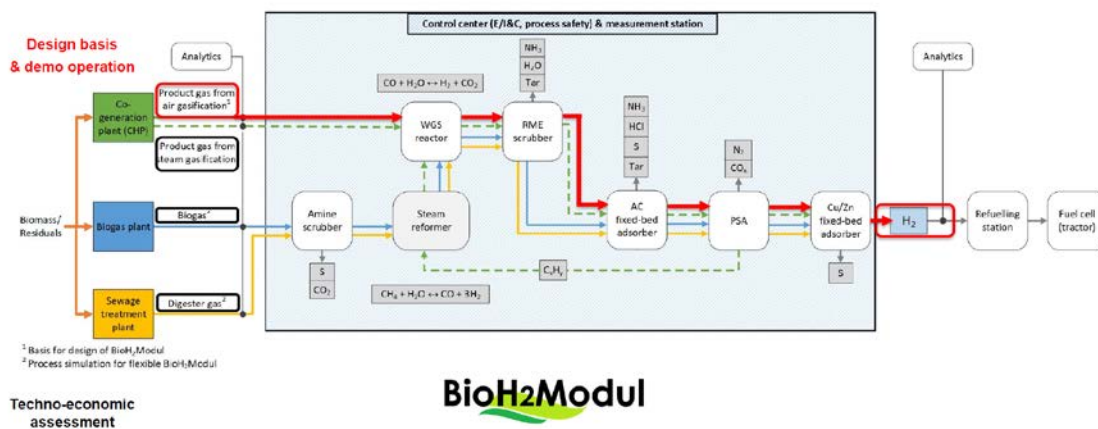 Control center (E/I&C, process safety) & measurement station
Design basis
& demo operation
Analytics
Product gas from
air gasification¹
Co-
generation
plant (CHP)
Product gas from
steam gasification
Biomass/
Residuals
Biogas plant
Biogas²
Sewage
treatment
plant
Digester gas²
¹ Basis for design of BioH₂Modul
² Process simulation for flexible BioH₂Modul
Techno-economic
assessment
CO + H₂O ↔ H₂ + CO₂
WGS
reactor
NH₃
H₂O
Tar
RME
scrubber
Amine
scrubber
S
CO₂
Steam
reformer
CH₄ + H₂O ↔ CO + 3H₂
CₓHᵧ
NH₃
HCl
S
Tar
AC
fixed-bed
adsorber
N₂
COₓ
PSA
Cu/Zn
fixed-bed
adsorber
S
Analytics
H₂
Refuelling
station
Fuel cell
(tractor)
BioH2Modul